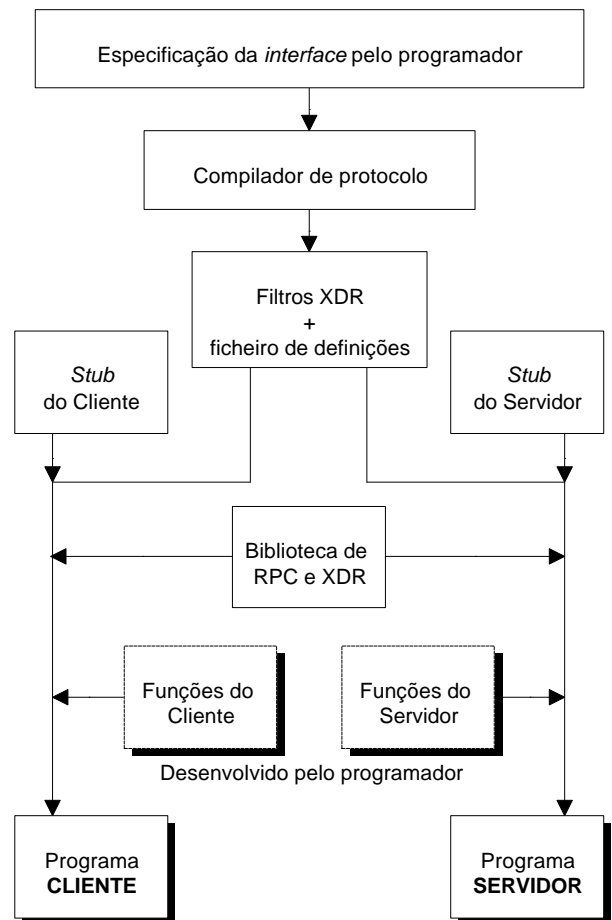 Especificação da interface pelo programador
Compilador de protocolo
Filtros XDR
+
ficheiro de definições
Stub
do Cliente
Stub
do Servidor
Biblioteca de
RPC e XDR
Funções do
Cliente
Funções do
Servidor
Desenvolvido pelo programador
Programa
CLIENTE
Programa
SERVIDOR